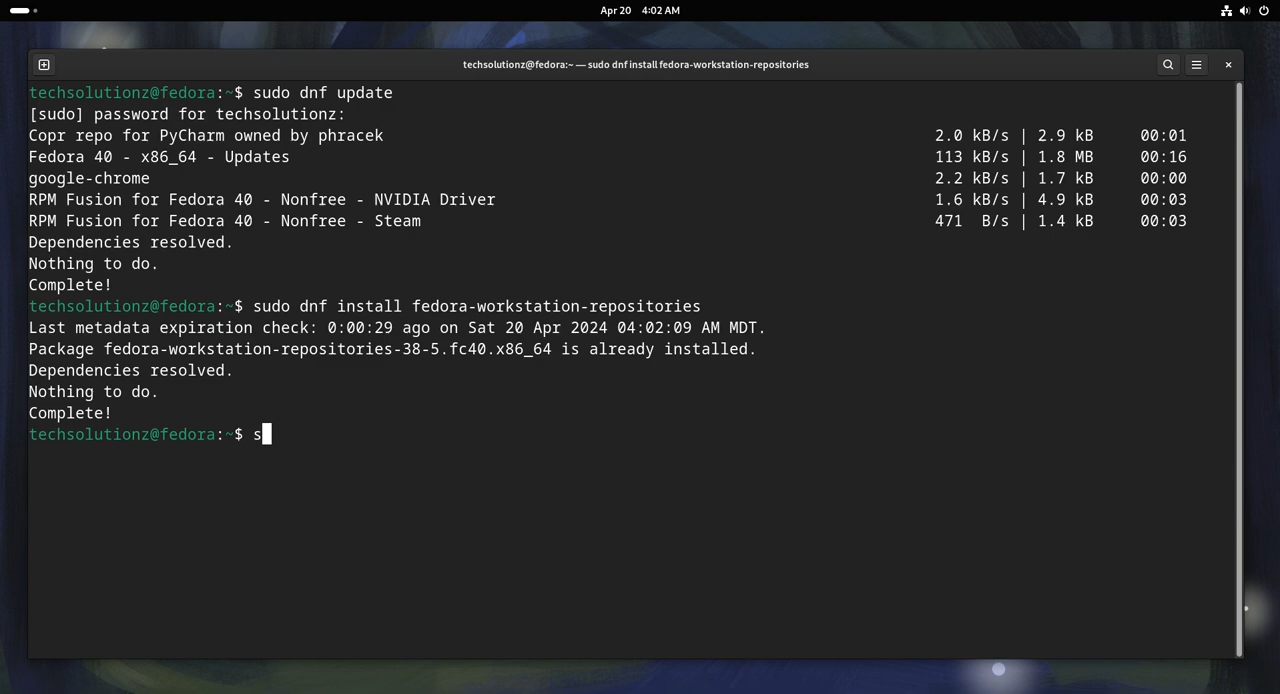 Apr 20 4:02 AM
techsolutionz@fedora:~ — sudo dnf install fedora-workstation-repositories
techsolutionz@fedora:~$ sudo dnf update
[sudo] password for techsolutionz:
Copr repo for PyCharm owned by phracek 2.0 kB/s | 2.9 kB 00:01
Fedora 40 - x86_64 - Updates 113 kB/s | 1.8 MB 00:16
google-chrome 2.2 kB/s | 1.7 kB 00:00
RPM Fusion for Fedora 40 - Nonfree - NVIDIA Driver 1.6 kB/s | 4.9 kB 00:03
RPM Fusion for Fedora 40 - Nonfree - Steam 471 B/s | 1.4 kB 00:03
Dependencies resolved.
Nothing to do.
Complete!
techsolutionz@fedora:~$ sudo dnf install fedora-workstation-repositories
Last metadata expiration check: 0:00:29 ago on Sat 20 Apr 2024 04:02:09 AM MDT.
Package fedora-workstation-repositories-38-5.fc40.x86_64 is already installed.
Dependencies resolved.
Nothing to do.
Complete!
techsolutionz@fedora:~$ s